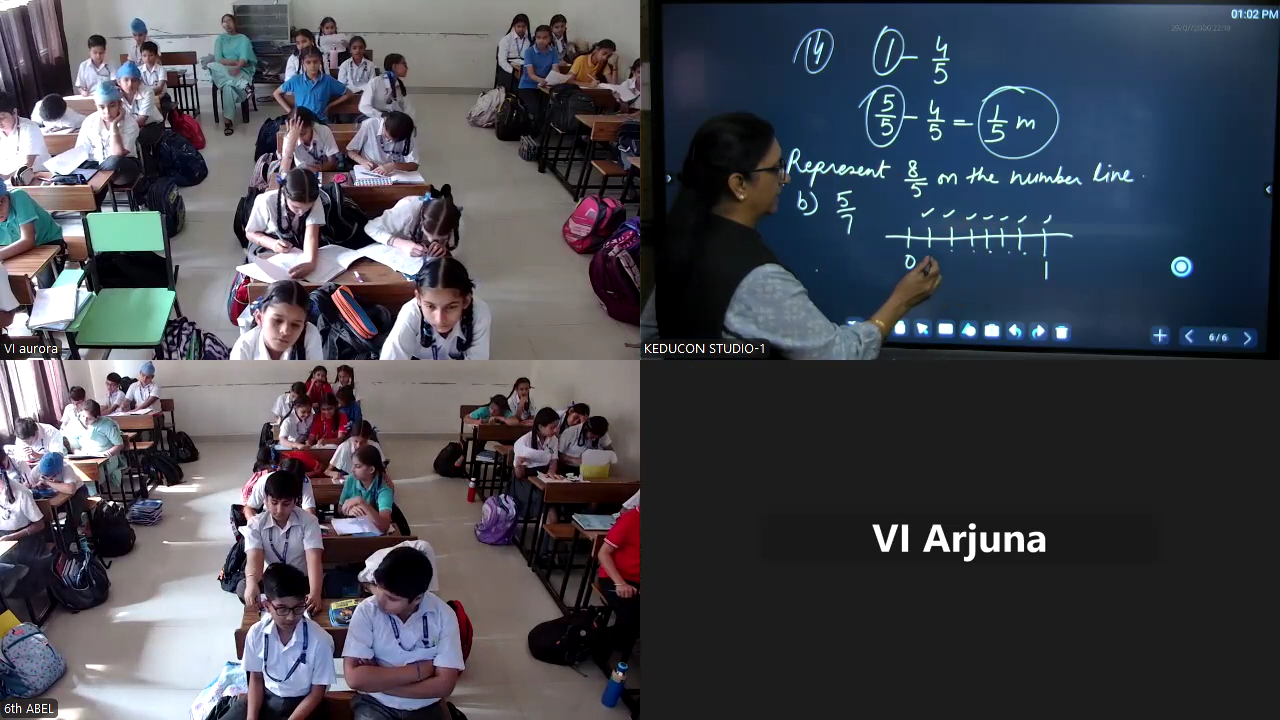 01:02 PM
14 1 - 4/5
5/5 - 4/5 = 1/5 m
Represent 8/5 on the number line.
b) 5/7
0 1
6/6
VI aurora
KEDUCON STUDIO-1
VI Arjuna
6th ABEL